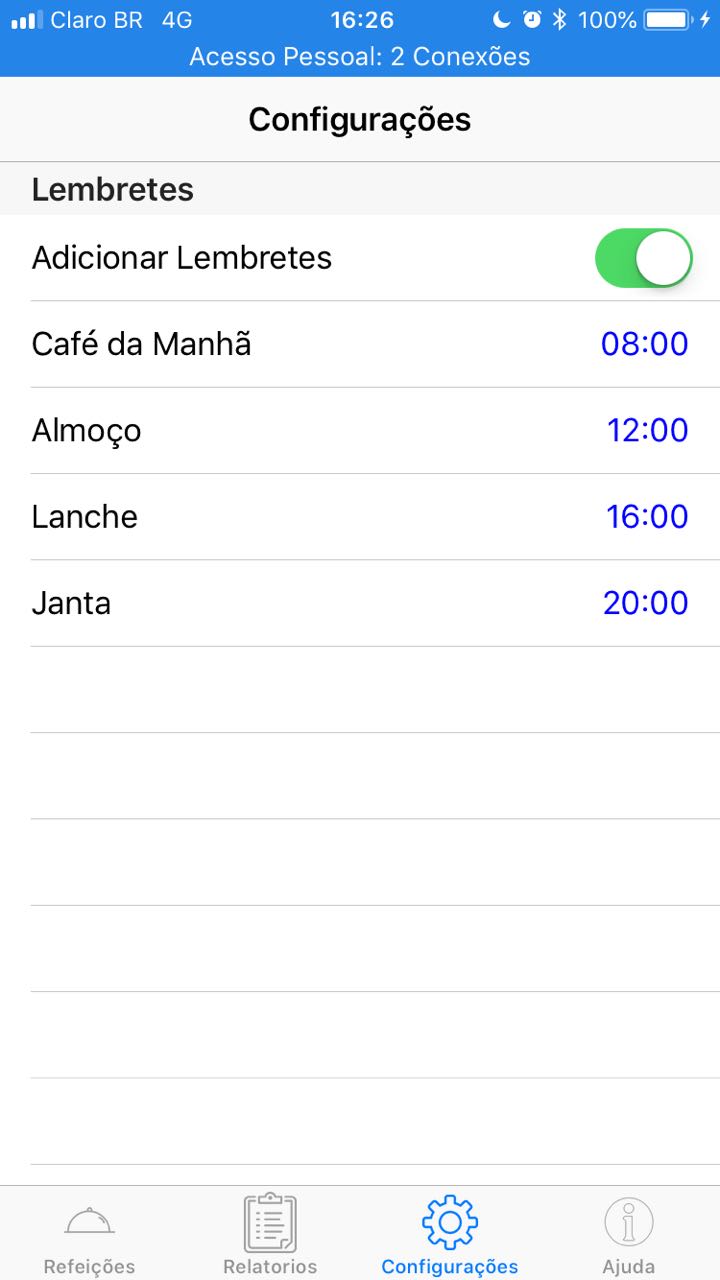 Claro BR 4G 16:26 100%
Acesso Pessoal: 2 Conexões
Configurações
Lembretes
Adicionar Lembretes
Café da Manhã 08:00
Almoço 12:00
Lanche 16:00
Janta 20:00
Refeições Relatorios Configurações Ajuda